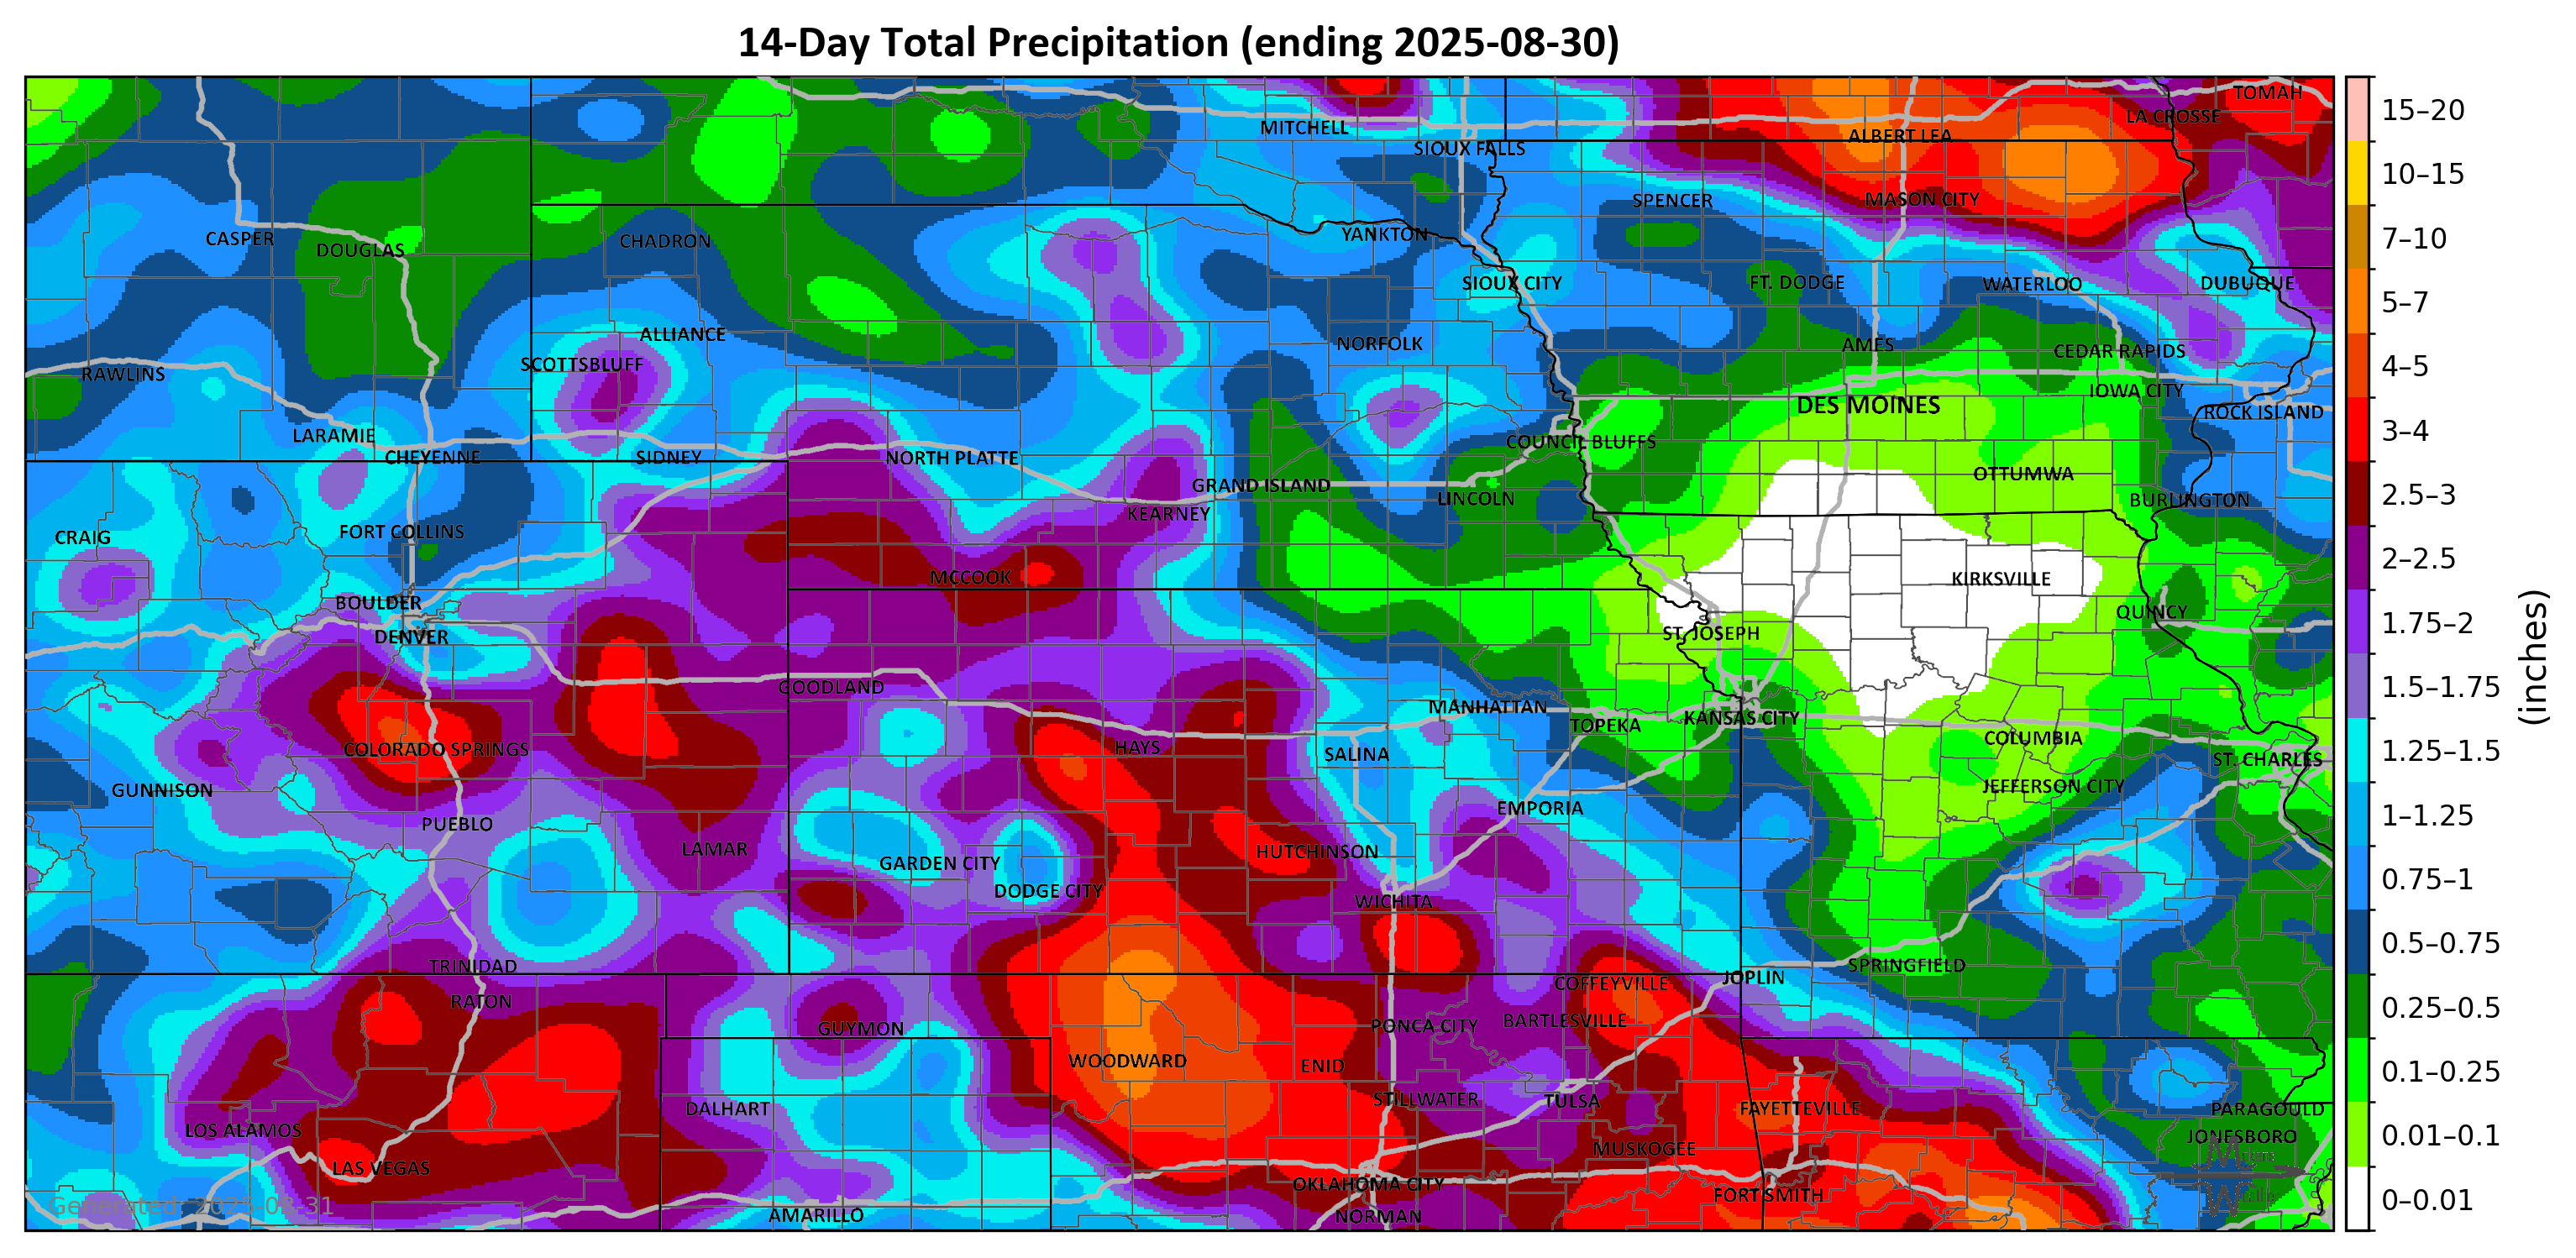 14-Day Total Precipitation (ending 2025-08-30)
TOMAH
LA CROSSE
MITCHELL
ALBERT LEA
SIOUX FALLS
SPENCER
MASON CITY
CASPER
DOUGLAS
CHADRON
YANKTON
SIOUX CITY
FT. DODGE
WATERLOO
DUBUQUE
ALLIANCE
NORFOLK
AMES
CEDAR RAPIDS
SCOTTSBLUFF
RAWLINS
IOWA CITY
DES MOINES
ROCK ISLAND
LARAMIE
COUNCIL BLUFFS
CHEYENNE
SIDNEY
NORTH PLATTE
OTTUMWA
GRAND ISLAND
LINCOLN
BURLINGTON
KEARNEY
CRAIG
FORT COLLINS
MCCOOK
KIRKSVILLE
BOULDER
QUINCY
DENVER
ST. JOSEPH
GOODLAND
MANHATTAN
KANSAS CITY
TOPEKA
COLUMBIA
COLORADO SPRINGS
HAYS
SALINA
ST. CHARLES
GUNNISON
JEFFERSON CITY
EMPORIA
PUEBLO
LAMAR
HUTCHINSON
GARDEN CITY
DODGE CITY
WICHITA
TRINIDAD
SPRINGFIELD
JOPLIN
COFFEYVILLE
RATON
BARTLESVILLE
PONCA CITY
GUYMON
WOODWARD
ENID
STILLWATER
TULSA
DALHART
FAYETTEVILLE
PARAGOULD
LOS ALAMOS
JONESBORO
MUSKOGEE
LAS VEGAS
OKLAHOMA CITY
FORT SMITH
Generated: 2025-08-31
AMARILLO
NORMAN
15–20
10–15
7–10
5–7
4–5
3–4
2.5–3
2–2.5
1.75–2
1.5–1.75
1.25–1.5
1–1.25
0.75–1
0.5–0.75
0.25–0.5
0.1–0.25
0.01–0.1
0–0.01
(inches)